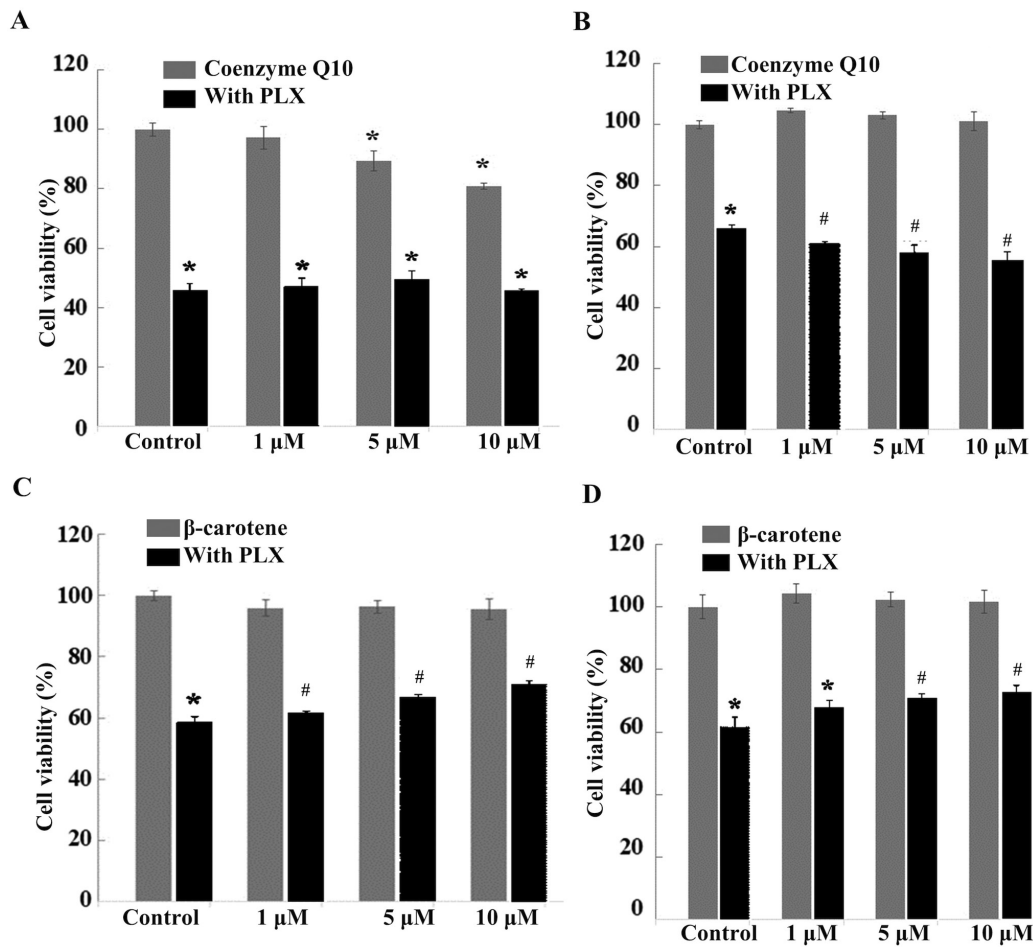 A
120
100
80
60
40
20
0
Cell viability (%)
Coenzyme Q10
With PLX
* *
* * * *
Control 1 μM 5 μM 10 μM
B
120
100
80
60
40
20
0
Cell viability (%)
Coenzyme Q10
With PLX
* # # #
Control 1 μM 5 μM 10 μM
C
120
100
80
60
40
20
0
Cell viability (%)
β-carotene
With PLX
* # # #
Control 1 μM 5 μM 10 μM
D
120
100
80
60
40
20
0
Cell viability (%)
β-carotene
With PLX
* * # #
Control 1 μM 5 μM 10 μM